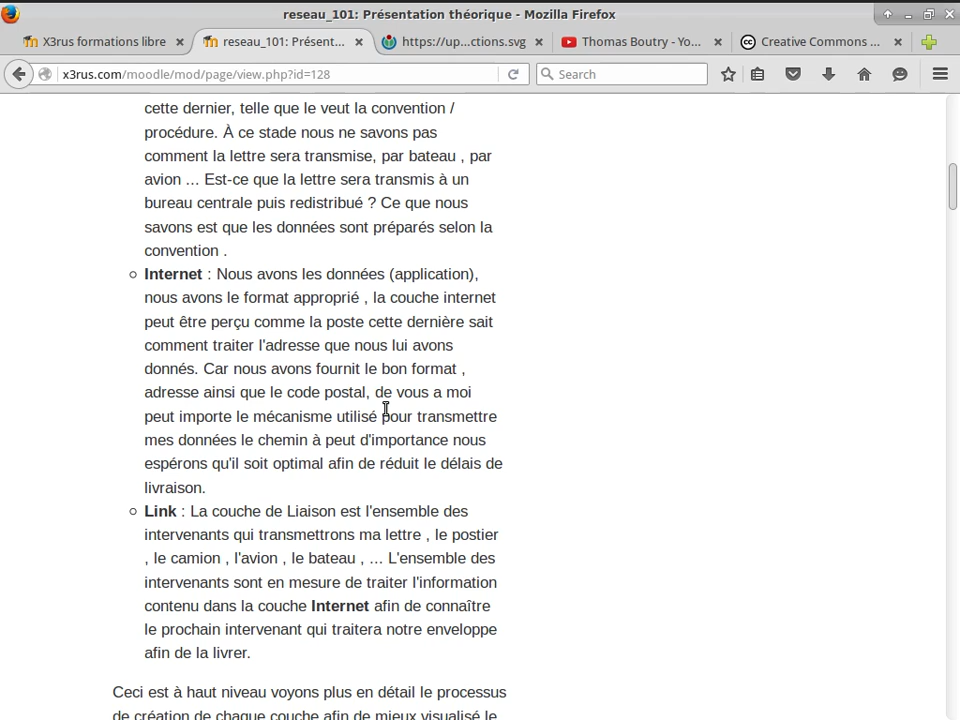 reseau_101: Présentation théorique - Mozilla Firefox
X3rus formations libre
reseau_101: Présent...
https://up...ctions.svg
Thomas Boutry - Yo...
Creative Commons ...
x3rus.com/moodle/mod/page/view.php?id=128
Search
cette dernier, telle que le veut la convention /
procédure. À ce stade nous ne savons pas
comment la lettre sera transmise, par bateau , par
avion ... Est-ce que la lettre sera transmis à un
bureau centrale puis redistribué ? Ce que nous
savons est que les données sont préparés selon la
convention .
Internet : Nous avons les données (application),
nous avons le format approprié , la couche internet
peut être perçu comme la poste cette dernière sait
comment traiter l'adresse que nous lui avons
donnés. Car nous avons fournit le bon format ,
adresse ainsi que le code postal, de vous a moi
peut importe le mécanisme utilisé pour transmettre
mes données le chemin à peut d'importance nous
espérons qu'il soit optimal afin de réduit le délais de
livraison.
Link : La couche de Liaison est l'ensemble des
intervenants qui transmettrons ma lettre , le postier
, le camion , l'avion , le bateau , ... L'ensemble des
intervenants sont en mesure de traiter l'information
contenu dans la couche Internet afin de connaître
le prochain intervenant qui traitera notre enveloppe
afin de la livrer.
Ceci est à haut niveau voyons plus en détail le processus
de création de chaque couche afin de mieux visualisé le